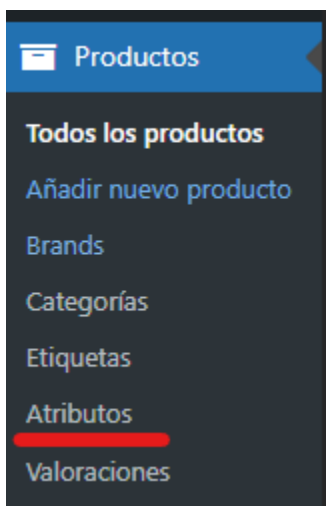 Productos
Todos los productos
Añadir nuevo producto
Brands
Categorías
Etiquetas
Atributos
Valoraciones